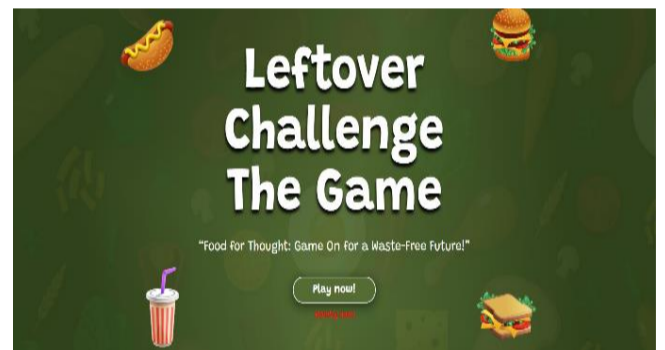 Leftover
Challenge
The Game
"Food for Thought: Game On for a Waste-Free Future!"
Play now!